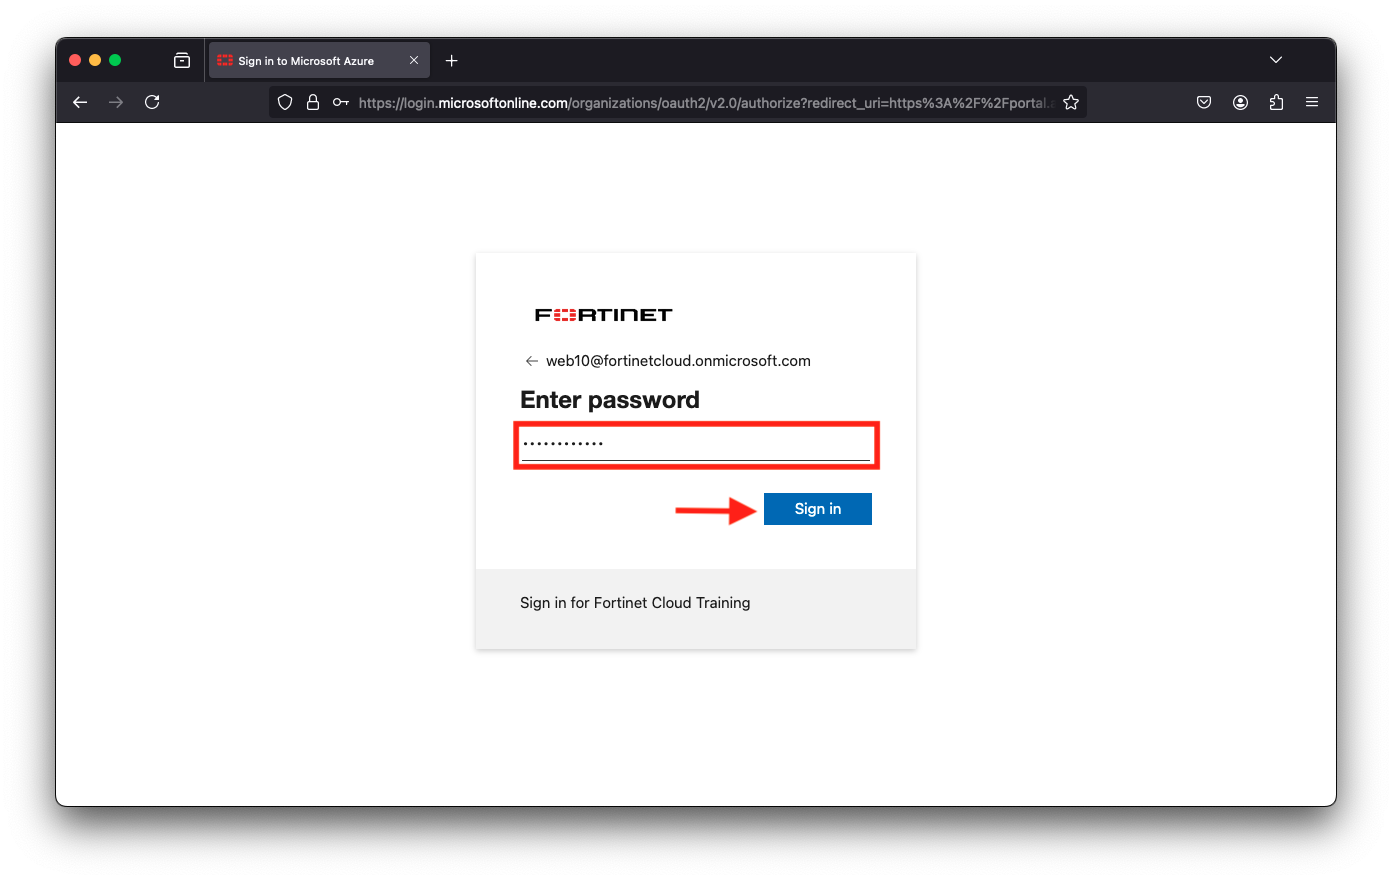 Sign in to Microsoft Azure
https://login.microsoftonline.com/organizations/oauth2/v2.0/authorize?redirect_uri=https%3A%2F%2Fportal.a
FORTINET
web10@fortinetcloud.onmicrosoft.com
Enter password
••••••••••••
Sign in
Sign in for Fortinet Cloud Training